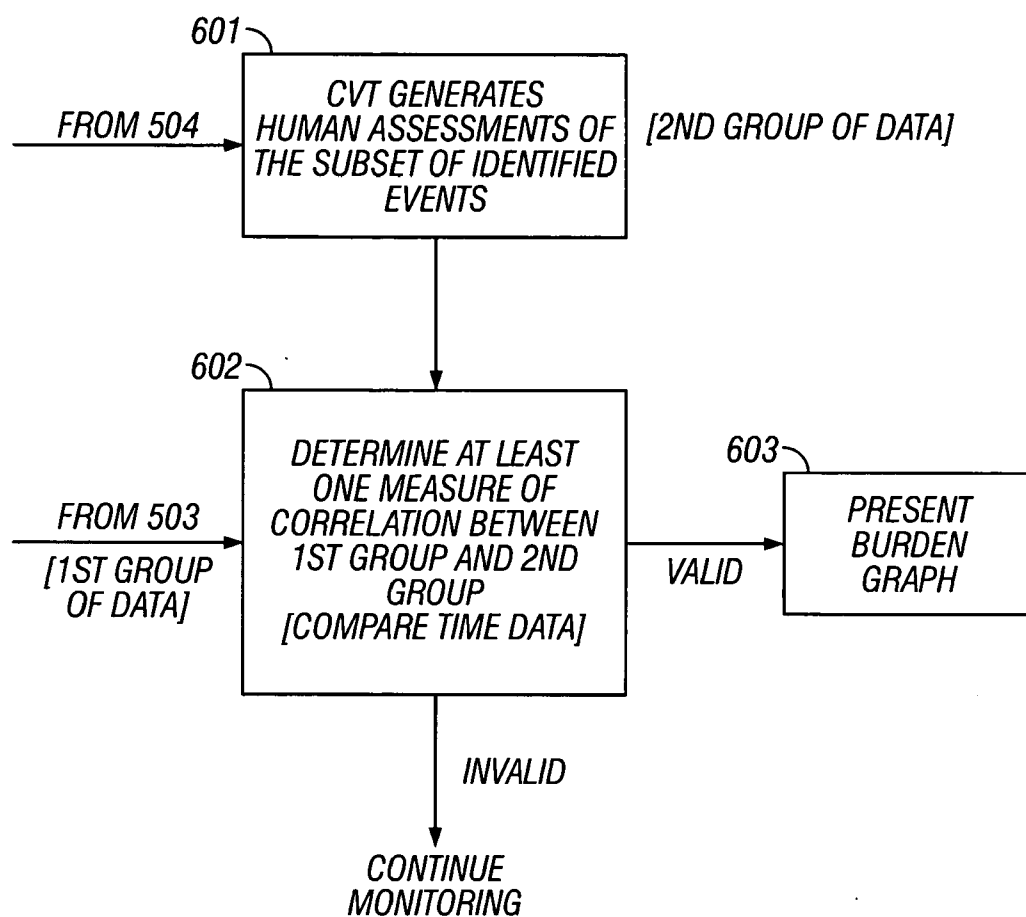 601
CVT GENERATES
HUMAN ASSESSMENTS OF
THE SUBSET OF IDENTIFIED
EVENTS
FROM 504
[2ND GROUP OF DATA]
602
DETERMINE AT LEAST
ONE MEASURE OF
CORRELATION BETWEEN
1ST GROUP AND 2ND
GROUP
[COMPARE TIME DATA]
FROM 503
[1ST GROUP
OF DATA]
VALID
603
PRESENT
BURDEN
GRAPH
INVALID
CONTINUE
MONITORING